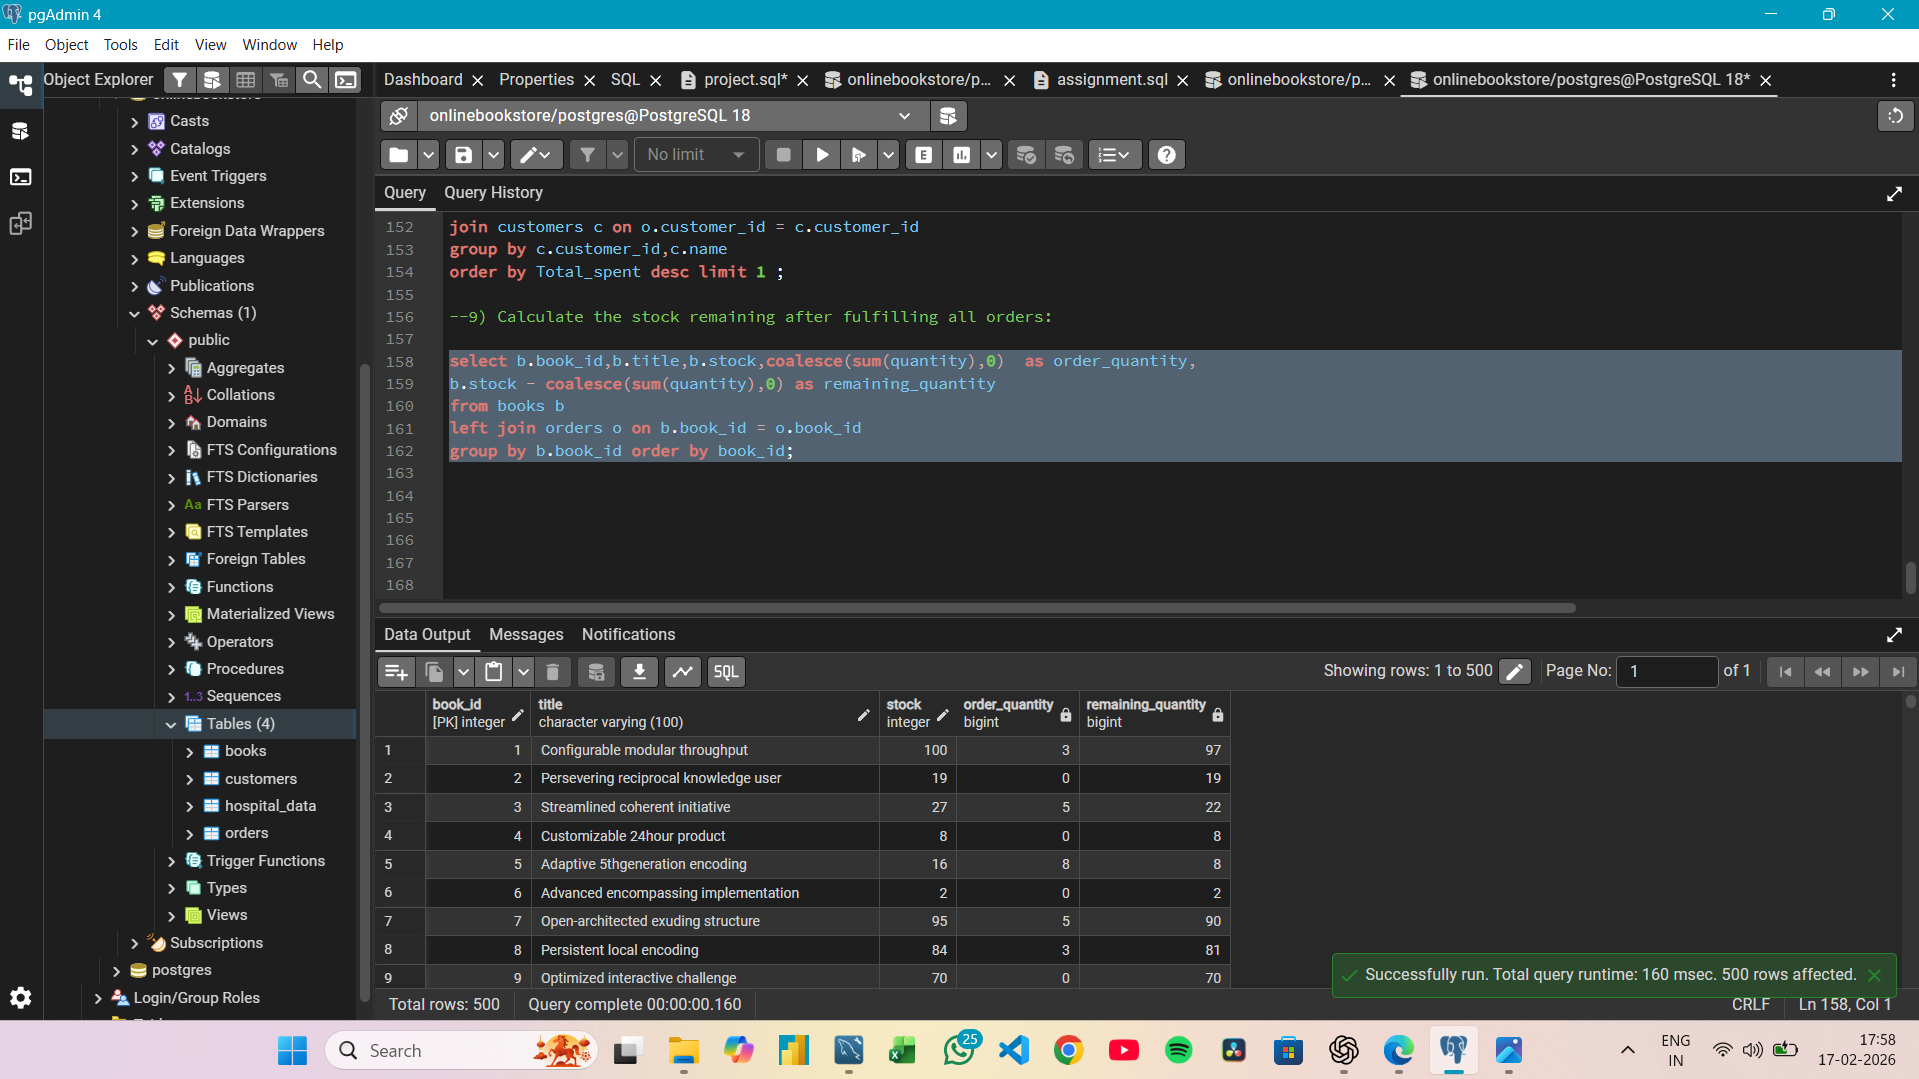 pgAdmin 4
File Object Tools Edit View Window Help
Object Explorer
Dashboard Properties SQL project.sql* onlinebookstore/p... assignment.sql onlinebookstore/p... onlinebookstore/postgres@PostgreSQL 18*
onlinebookstore/postgres@PostgreSQL 18
No limit
Query Query History
Casts
Catalogs
Event Triggers
Extensions
Foreign Data Wrappers
Languages
Publications
Schemas (1)
public
Aggregates
Collations
Domains
FTS Configurations
FTS Dictionaries
FTS Parsers
FTS Templates
Foreign Tables
Functions
Materialized Views
Operators
Procedures
1..3 Sequences
Tables (4)
books
customers
hospital_data
orders
Trigger Functions
Types
Views
Subscriptions
postgres
Login/Group Roles
152 join customers c on o.customer_id = c.customer_id
153 group by c.customer_id,c.name
154 order by Total_spent desc limit 1 ;
155
156 --9) Calculate the stock remaining after fulfilling all orders:
157
158 select b.book_id,b.title,b.stock,coalesce(sum(quantity),0)  as order_quantity,
159 b.stock - coalesce(sum(quantity),0) as remaining_quantity
160 from books b
161 left join orders o on b.book_id = o.book_id
162 group by b.book_id order by book_id;
163
164
165
166
167
168
Data Output Messages Notifications
SQL
Showing rows: 1 to 500 Page No: 1 of 1
book_id title stock order_quantity remaining_quantity
[PK] integer character varying (100) integer bigint bigint
1 1 Configurable modular throughput 100 3 97
2 2 Persevering reciprocal knowledge user 19 0 19
3 3 Streamlined coherent initiative 27 5 22
4 4 Customizable 24hour product 8 0 8
5 5 Adaptive 5thgeneration encoding 16 8 8
6 6 Advanced encompassing implementation 2 0 2
7 7 Open-architected exuding structure 95 5 90
8 8 Persistent local encoding 84 3 81
9 9 Optimized interactive challenge 70 0 70
Successfully run. Total query runtime: 160 msec. 500 rows affected.
Total rows: 500 Query complete 00:00:00.160 CRLF Ln 158, Col 1
Search
25
ENG
IN
17:58
17-02-2026